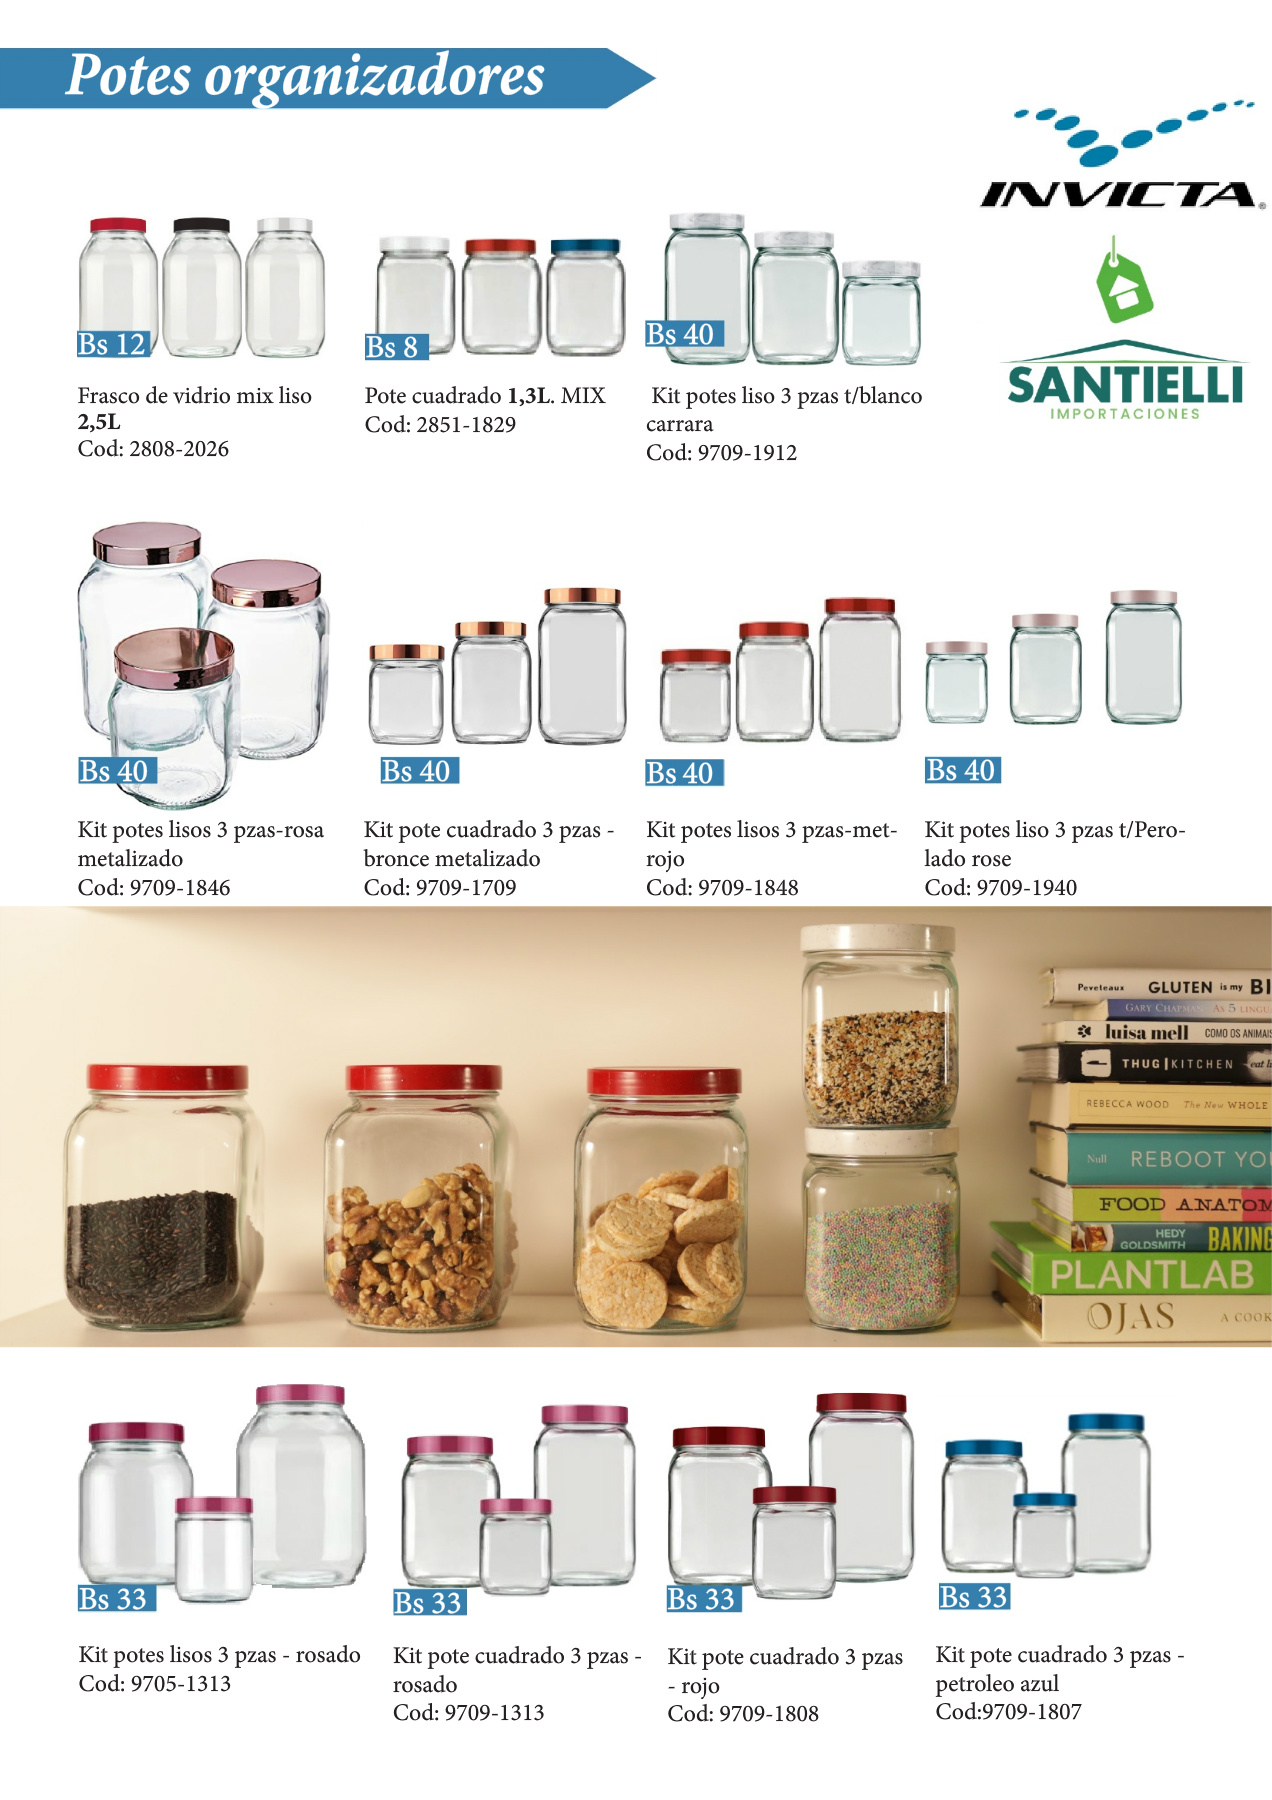 Potes organizadores
INVICTA®
SANTIELLI
IMPORTACIONES
Bs 12
Frasco de vidrio mix liso
2,5L
Cod: 2808-2026
Bs 8
Pote cuadrado 1,3L. MIX
Cod: 2851-1829
Bs 40
Kit potes liso 3 pzas t/blanco
carrara
Cod: 9709-1912
Bs 40
Kit potes lisos 3 pzas-rosa
metalizado
Cod: 9709-1846
Bs 40
Kit pote cuadrado 3 pzas -
bronce metalizado
Cod: 9709-1709
Bs 40
Kit potes lisos 3 pzas-met-
rojo
Cod: 9709-1848
Bs 40
Kit potes liso 3 pzas t/Pero-
lado rose
Cod: 9709-1940
Peveteaux GLUTEN is my BI
GARY CHAPMAN As 5 LINGU
luisa mell COMO OS ANIMAIS
THUG|KITCHEN eat li
REBECCA WOOD The New WHOLE
Null REBOOT YOU
FOOD ANATOM
HEDY
GOLDSMITH BAKING
PLANTLAB
OJAS A COOK
Bs 33
Kit potes lisos 3 pzas - rosado
Cod: 9705-1313
Bs 33
Kit pote cuadrado 3 pzas -
rosado
Cod: 9709-1313
Bs 33
Kit pote cuadrado 3 pzas
- rojo
Cod: 9709-1808
Bs 33
Kit pote cuadrado 3 pzas -
petroleo azul
Cod:9709-1807